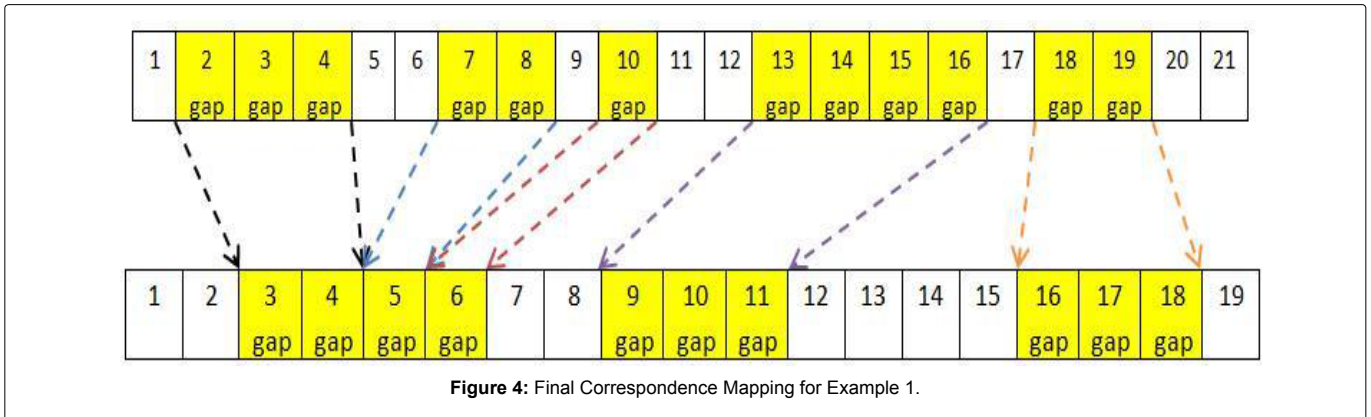 1 2 3 4 5 6 7 8 9 10 11 12 13 14 15 16 17 18 19 20 21
gap gap gap gap gap gap gap gap gap gap gap gap
1 2 3 4 5 6 7 8 9 10 11 12 13 14 15 16 17 18 19
gap gap gap gap gap gap gap gap gap gap
Figure 4: Final Correspondence Mapping for Example 1.